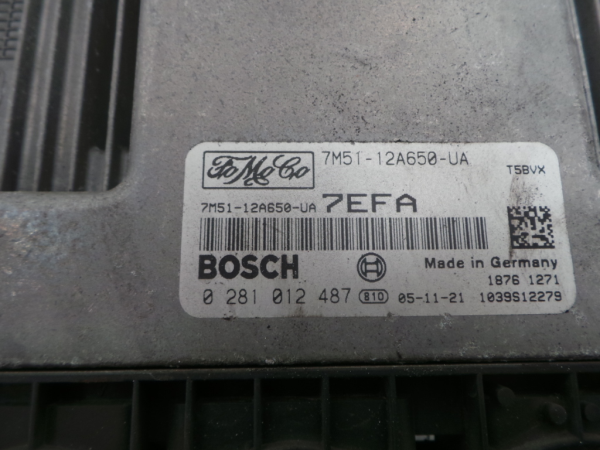 FoMoCo 7M51-12A650-UA
T5BVX
7M51-12A650-UA 7EFA
BOSCH Made in Germany
1876 1271
0 281 012 487 B10 05-11-21 1039S12279